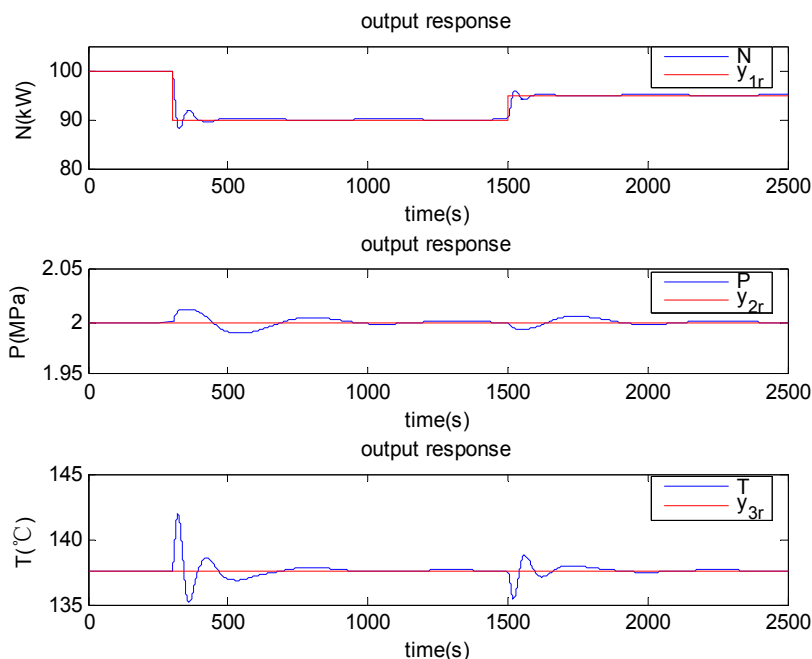 output response
N(kW)
100
90
80
N
y1r
0 500 1000 1500 2000 2500
time(s)
output response
P(MPa)
2.05
2
1.95
P
y2r
0 500 1000 1500 2000 2500
time(s)
output response
T(℃)
145
140
135
T
y3r
0 500 1000 1500 2000 2500
time(s)